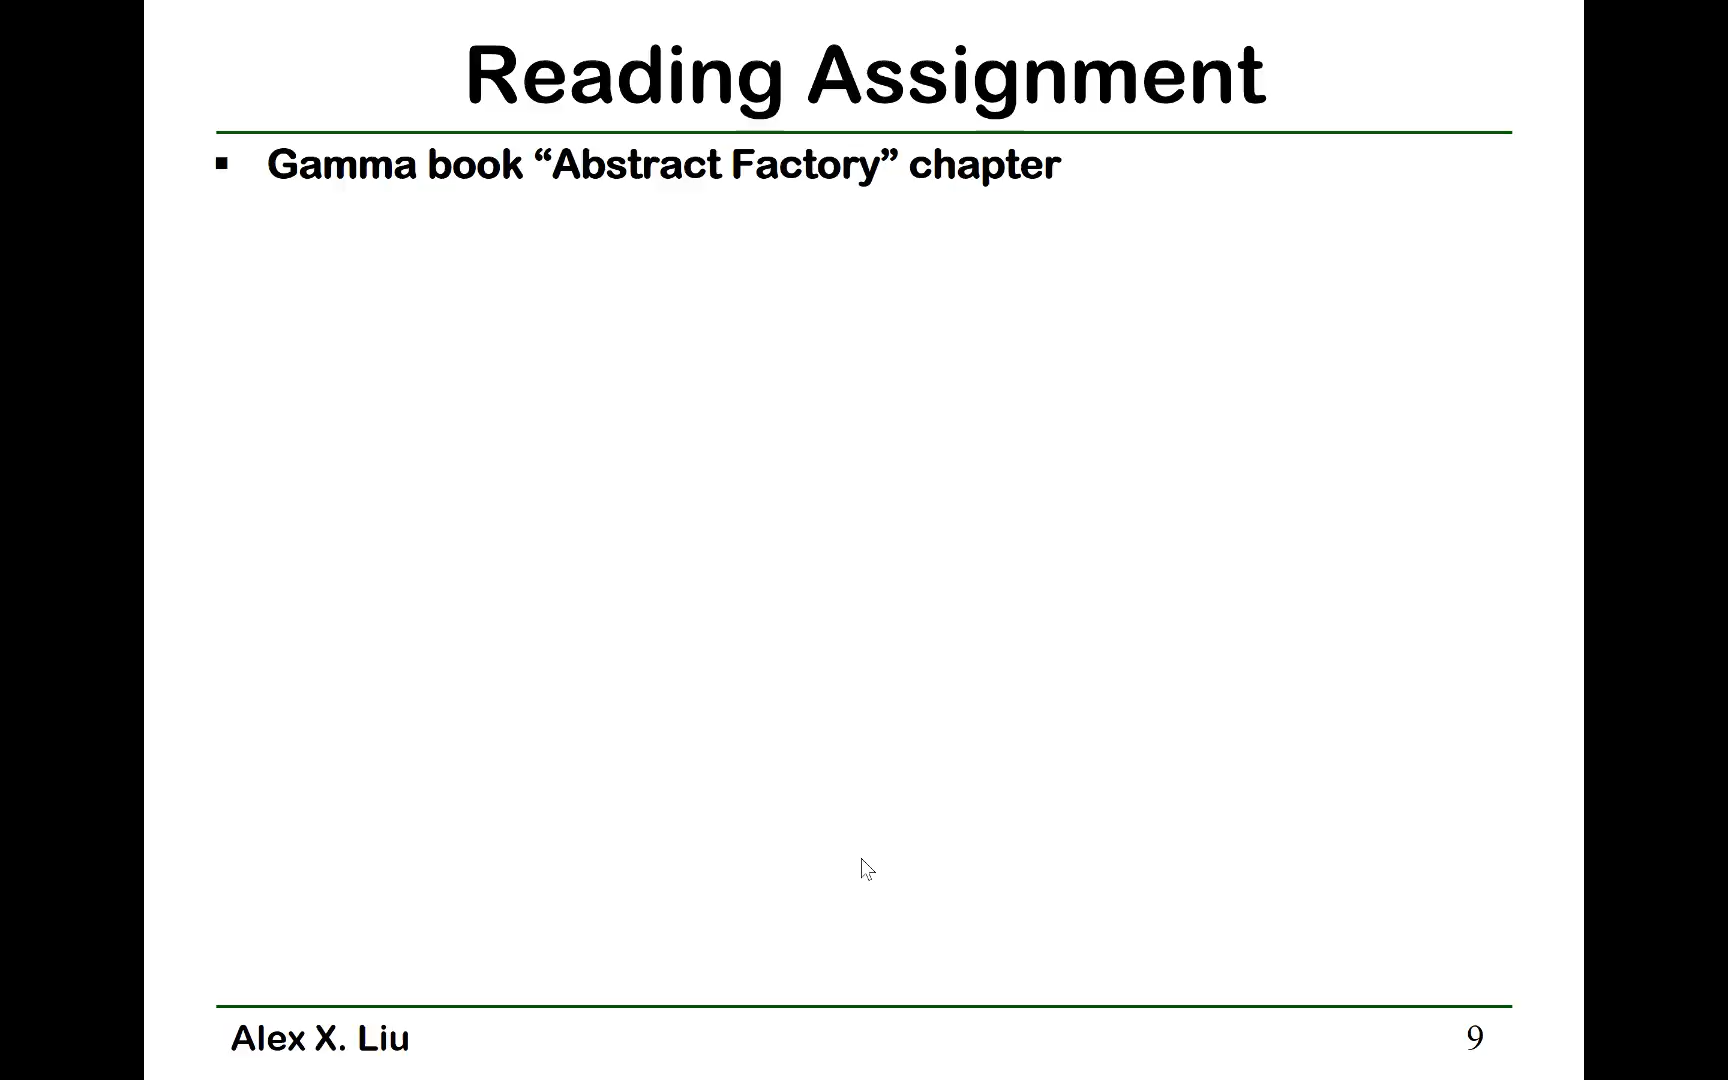 Reading Assignment
▪ Gamma book “Abstract Factory” chapter
Alex X. Liu
9